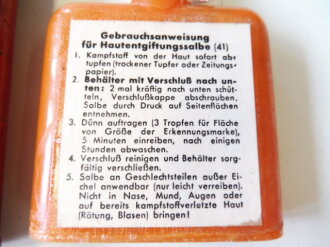 Gebrauchsanweisung
für Hautentgiftungssalbe (41)
1. Kampfstoff von der Haut sofort ab-
tupfen (trockener Tupfer oder Zeitungs-
papier).
2. Behälter mit Verschluß nach un-
ten: 2 mal kräftig nach unten schüt-
teln, Verschlußkappe abschrauben,
Salbe durch Druck auf Seitenflächen
entnehmen.
3. Dünn auftragen (3 Tropfen für Fläche
von Größe der Erkennungsmarke),
5 Minuten einreiben, nach einigen
Stunden abwaschen.
4. Verschluß reinigen und Behälter sorg-
fältig verschließen.
5. Salbe an Geschlechtsteilen außer Ei-
chel anwendbar (nur leicht verreiben).
Nicht in Nase, Mund, Augen oder
auf bereits kampfstoffverletzte Haut
(Rötung, Blasen) bringen!